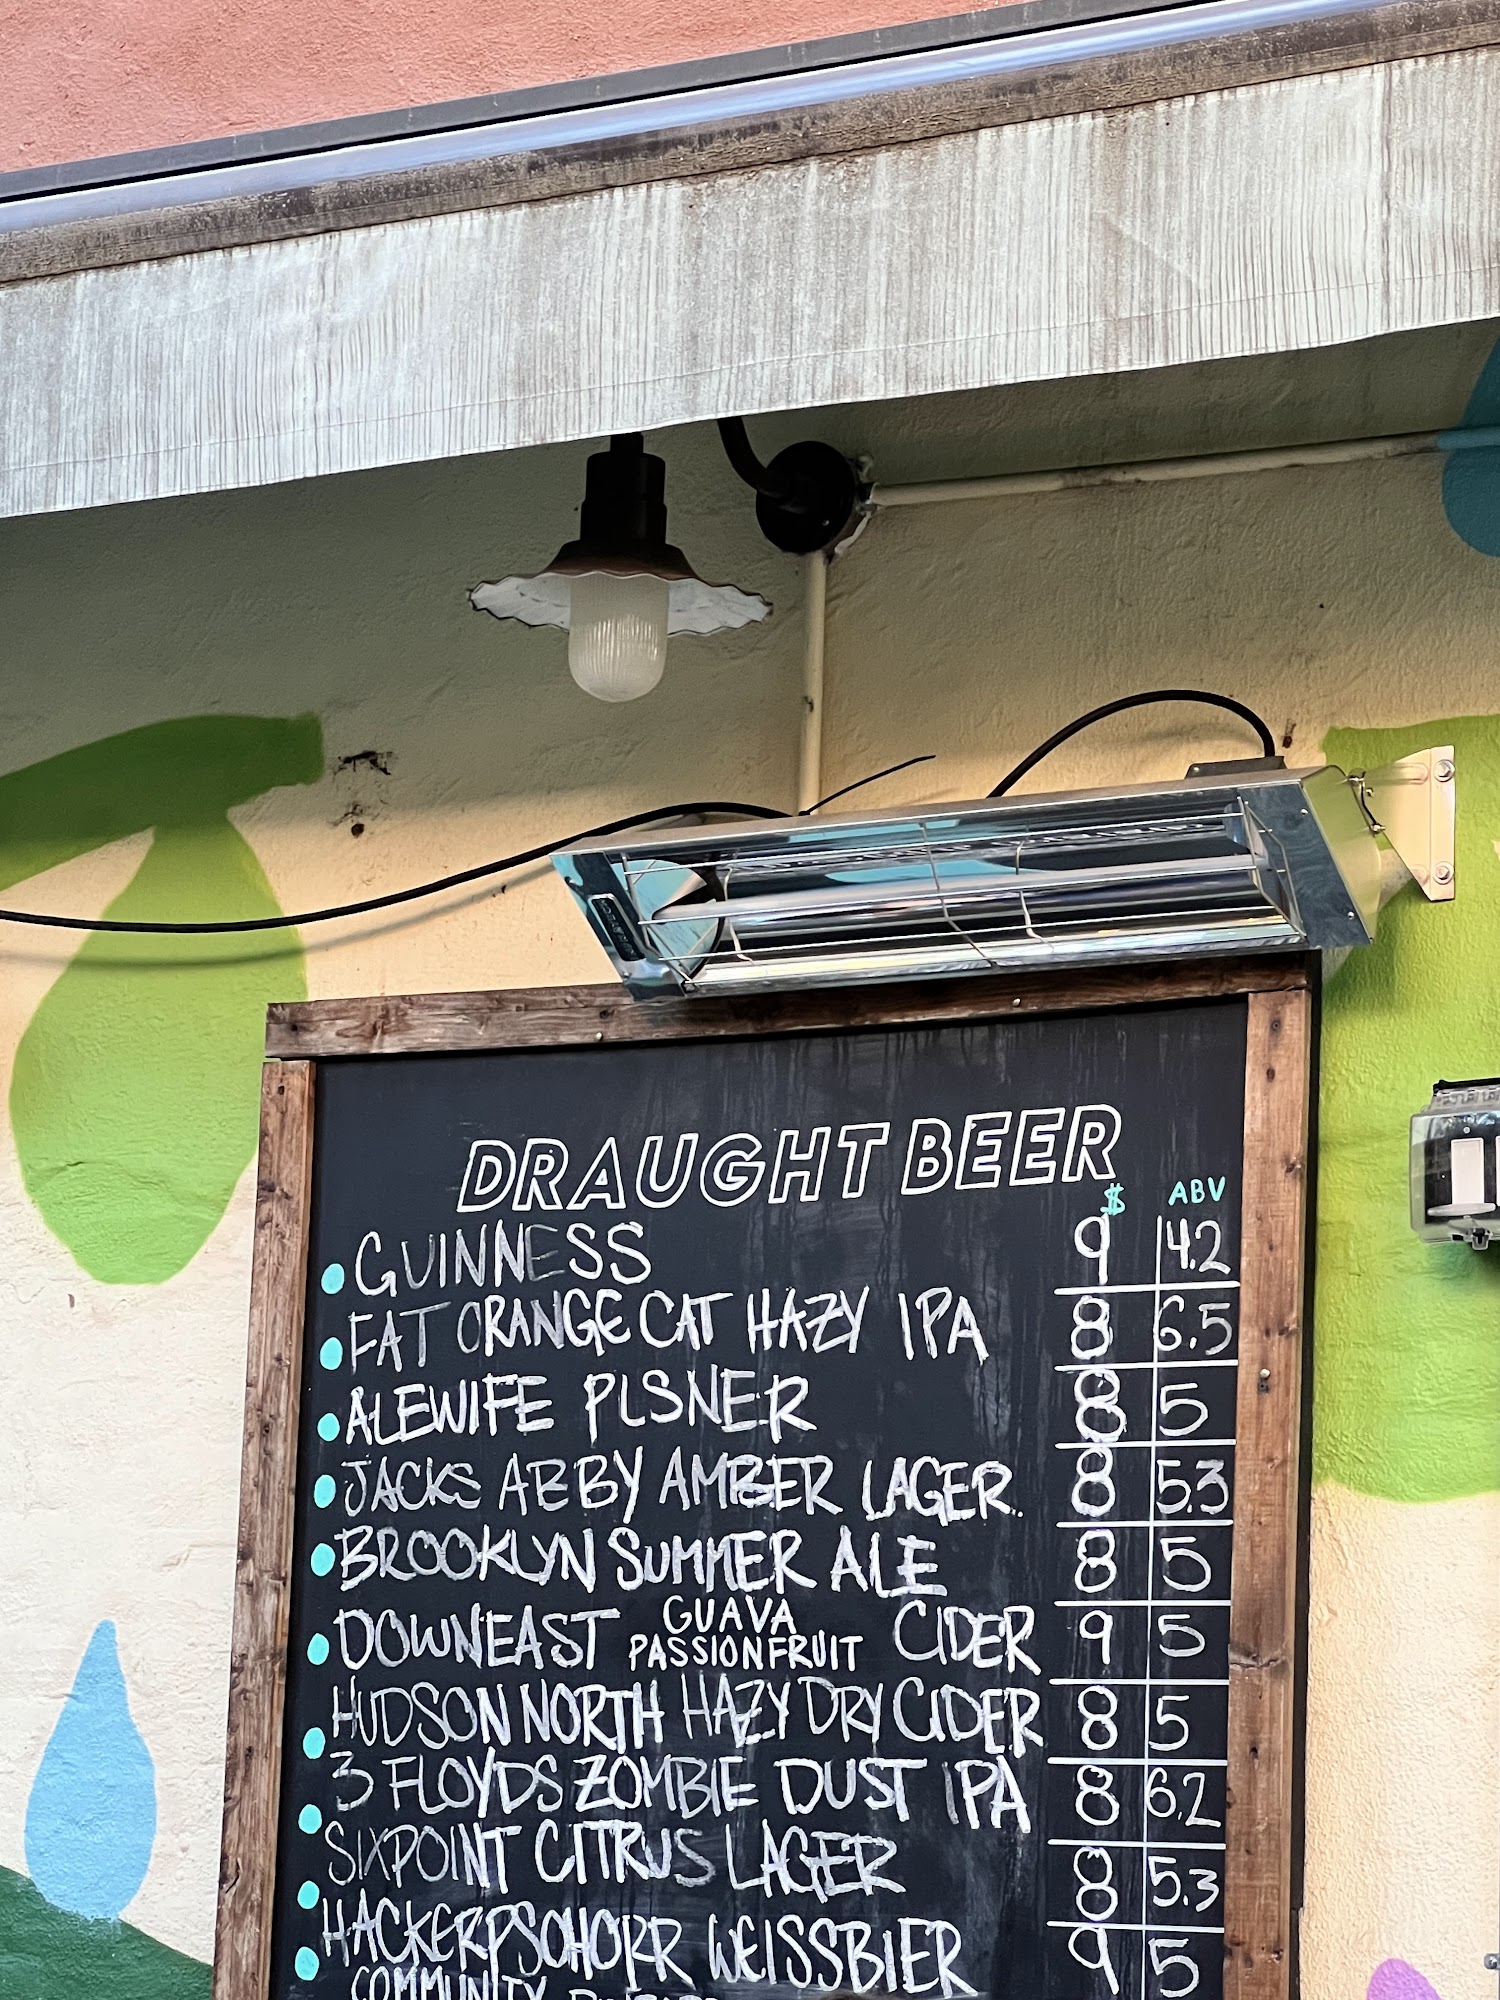 DRAUGHT BEER
$ ABV
GUINNESS 9 4.2
FAT ORANGE CAT HAZY IPA 8 6.5
ALEWIFE PLSNER 8 5
JACKS ABBY AMBER LAGER 8 5.3
BROOKLYN SUMMER ALE 8 5
DOWNEAST GUAVA PASSIONFRUIT CIDER 9 5
HUDSON NORTH HAZY DRY CIDER 8 5
3 FLOYDS ZOMBIE DUST IPA 8 6.2
SIXPOINT CITRUS LAGER 8 5.3
HACKERPSOHORR WEISSBIER 9 5
COMMUNITY